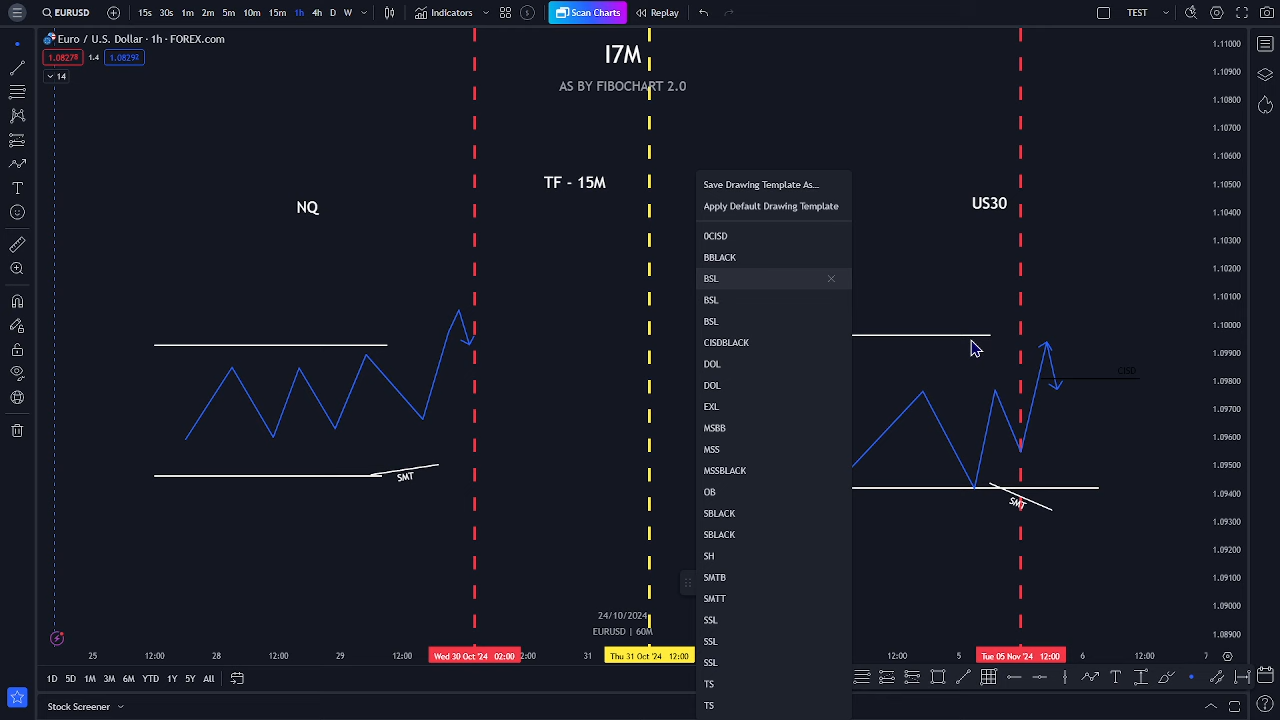 EURUSD 15s 30s 1m 2m 5m 10m 15m 1h 4h D W Indicators Scan Charts Replay TEST
Euro / U.S. Dollar · 1h · FOREX.com
1.08278 1.4 1.08292
14
I7M
AS BY FIBOCHART 2.0
TF - 15M
NQ
US30
Save Drawing Template As...
Apply Default Drawing Template
0CISD
BBLACK
BSL
BSL
BSL
CISDBLACK
DOL
DOL
EXL
MSBB
MSS
MSSBLACK
OB
SBLACK
SBLACK
SH
SMTB
SMTT
SSL
SSL
SSL
TS
TS
CISD
SMT
SMT
24/10/2024
EURUSD | 60M
1.11000
1.10900
1.10800
1.10700
1.10600
1.10500
1.10400
1.10300
1.10200
1.10100
1.10000
1.09900
1.09800
1.09700
1.09600
1.09500
1.09400
1.09300
1.09200
1.09100
1.09000
1.08900
25 12:00 28 12:00 29 12:00 Wed 30 Oct '24 02:00 2:00 31 Thu 31 Oct '24 12:00 12:00 5 Tue 05 Nov '24 12:00 6 12:00 7
1D 5D 1M 3M 6M YTD 1Y 5Y All
Stock Screener